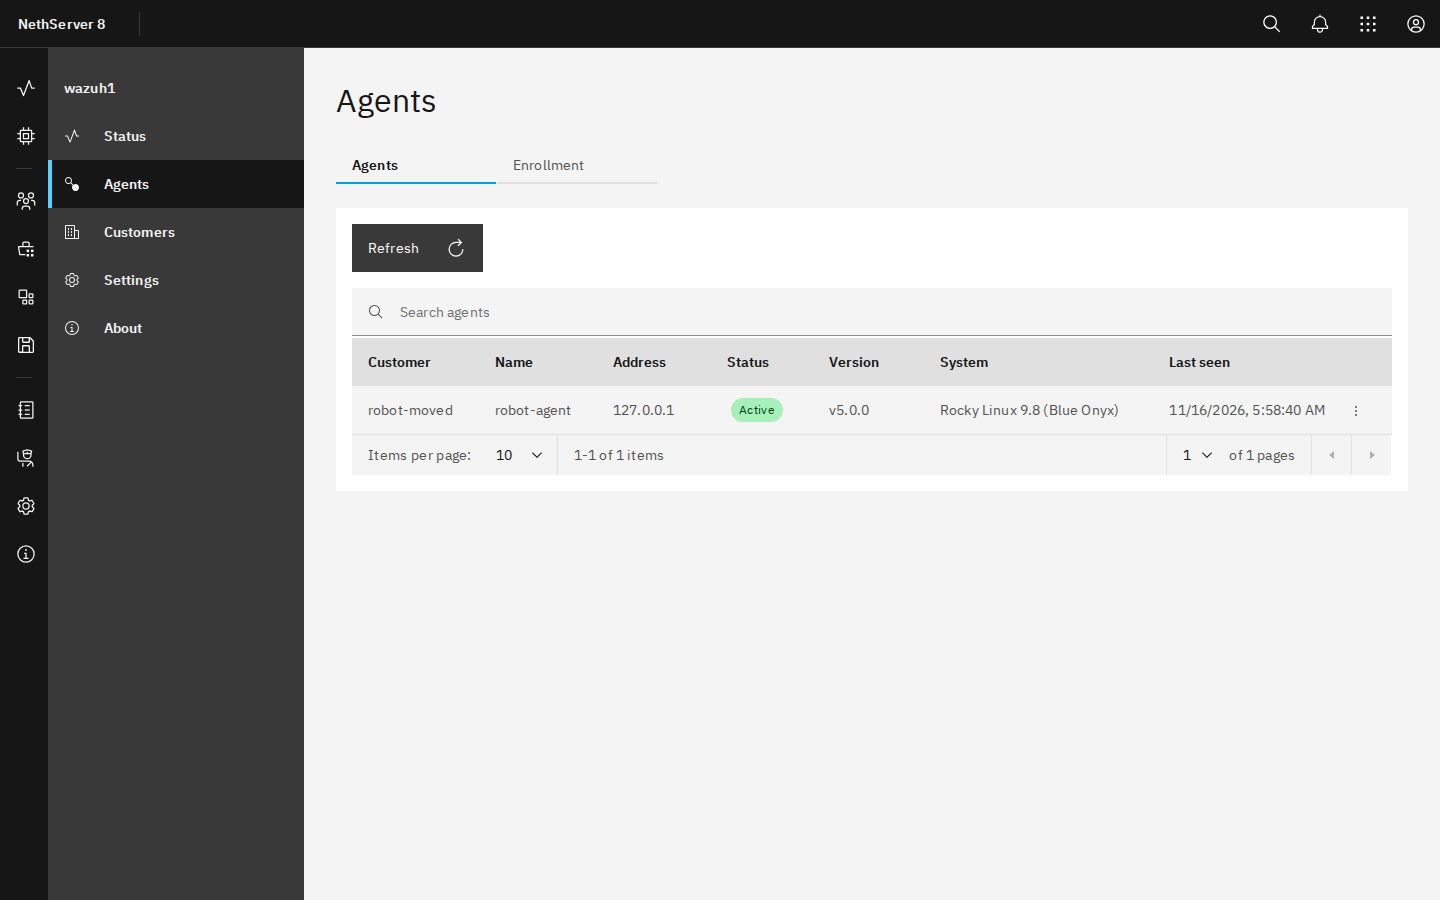 NethServer 8
wazuh1
Status
Agents
Customers
Settings
About
Agents
Agents Enrollment
Refresh
Search agents
Customer Name Address Status Version System Last seen
robot-moved robot-agent 127.0.0.1 Active v5.0.0 Rocky Linux 9.8 (Blue Onyx) 11/16/2026, 5:58:40 AM
Items per page: 10 1-1 of 1 items 1 of 1 pages